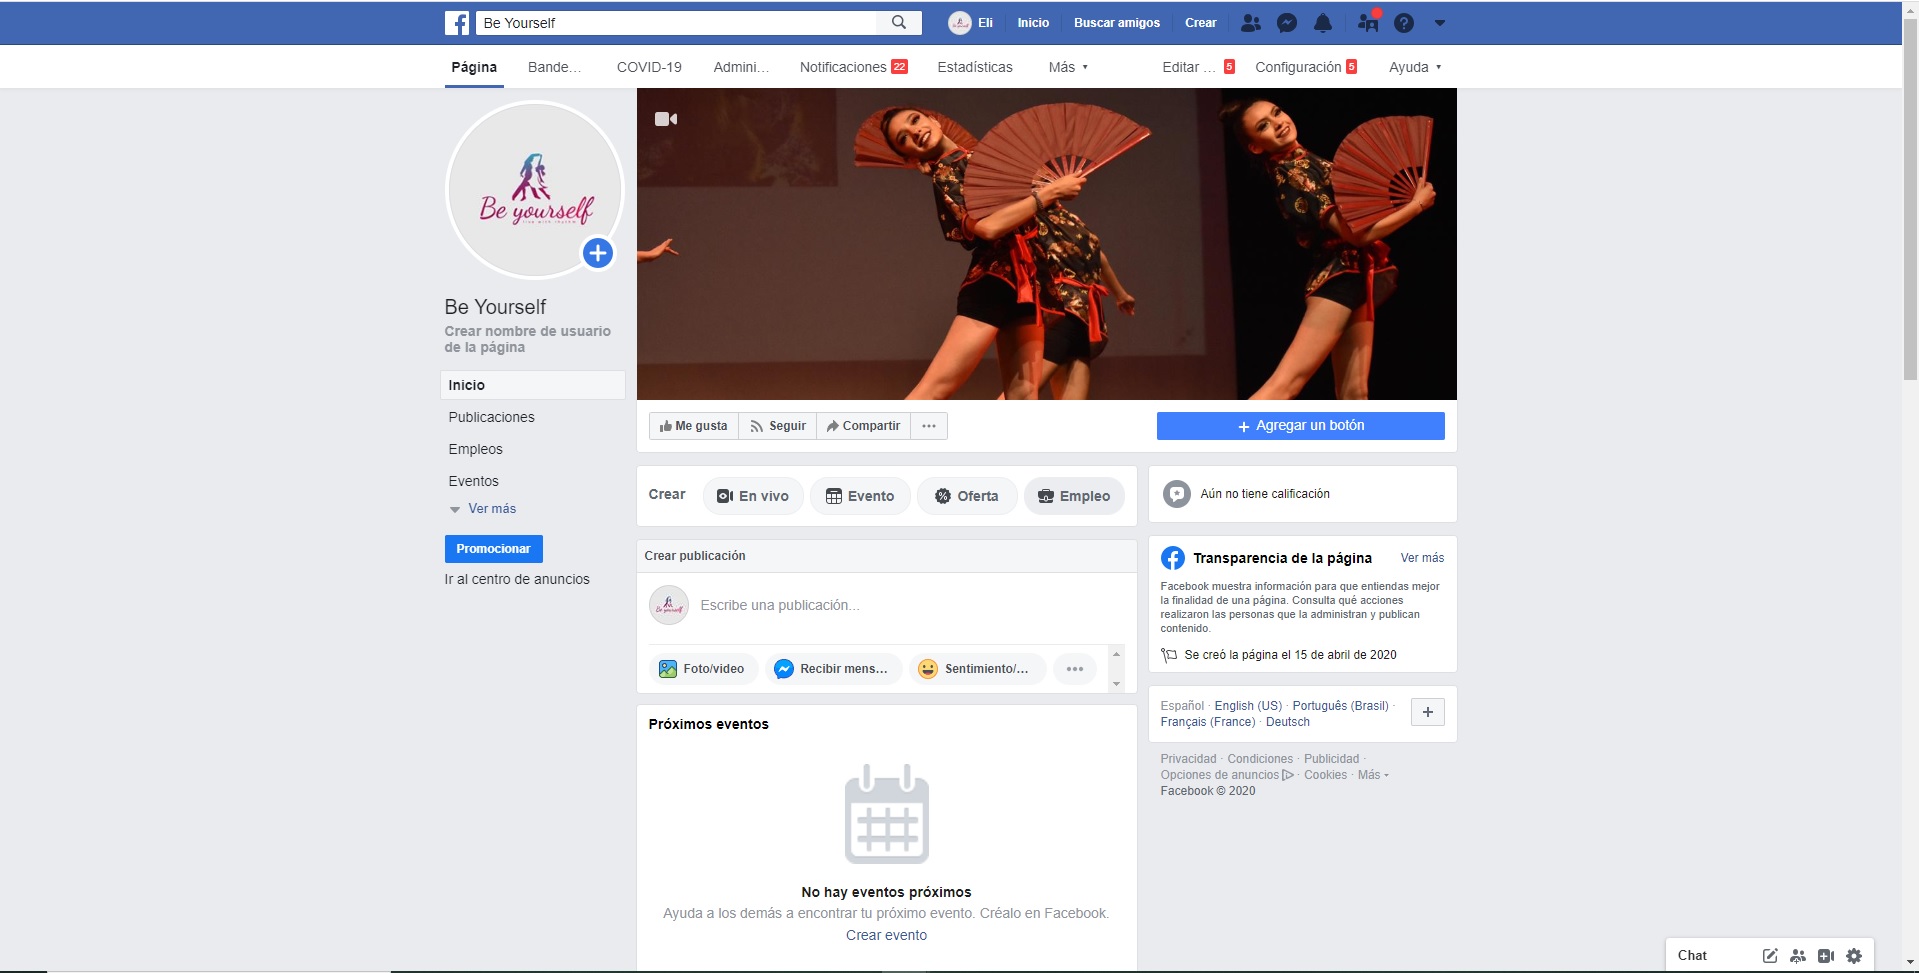 Be Yourself
Eli
Inicio
Buscar amigos
Crear
Página
Bande...
COVID-19
Admini...
Notificaciones 22
Estadísticas
Más
Editar ... 5
Configuración 5
Ayuda
Be yourself
live with rhythm
Be Yourself
Crear nombre de usuario
de la página
Inicio
Publicaciones
Empleos
Eventos
Ver más
Promocionar
Ir al centro de anuncios
Me gusta
Seguir
Compartir
+ Agregar un botón
Crear
En vivo
Evento
Oferta
Empleo
Crear publicación
Be yourself
Escribe una publicación...
Foto/video
Recibir mens...
Sentimiento/...
Próximos eventos
No hay eventos próximos
Ayuda a los demás a encontrar tu próximo evento. Créalo en Facebook.
Crear evento
Aún no tiene calificación
Transparencia de la página
Ver más
Facebook muestra información para que entiendas mejor
la finalidad de una página. Consulta qué acciones
realizaron las personas que la administran y publican
contenido.
Se creó la página el 15 de abril de 2020
Español · English (US) · Português (Brasil) ·
Français (France) · Deutsch
+
Privacidad · Condiciones · Publicidad ·
Opciones de anuncios · Cookies · Más
Facebook © 2020
Chat